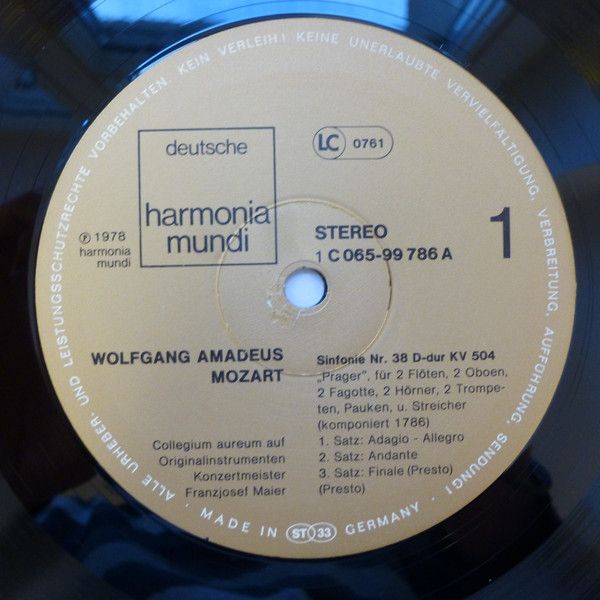 · ALLE URHEBER- UND LEISTUNGSSCHUTZRECHTE VORBEHALTEN KEIN VERLEIH! KEINE UNERLAUBTE VERVIELFÄLTIGUNG, VERBREITUNG, AUFFÜHRUNG, SENDUNG! ·
deutsche
harmonia
mundi
LC 0761
℗ 1978
harmonia
mundi
STEREO
1 C 065-99 786 A
1
WOLFGANG AMADEUS
MOZART
Collegium aureum auf
Originalinstrumenten
Konzertmeister
Franzjosef Maier
Sinfonie Nr. 38 D-dur KV 504
„Prager", für 2 Flöten, 2 Oboen,
2 Fagotte, 2 Hörner, 2 Trompe-
ten, Pauken, u. Streicher
(komponiert 1786)
1. Satz: Adagio - Allegro
2. Satz: Andante
3. Satz: Finale (Presto)
(Presto)
MADE IN ST 33 GERMANY